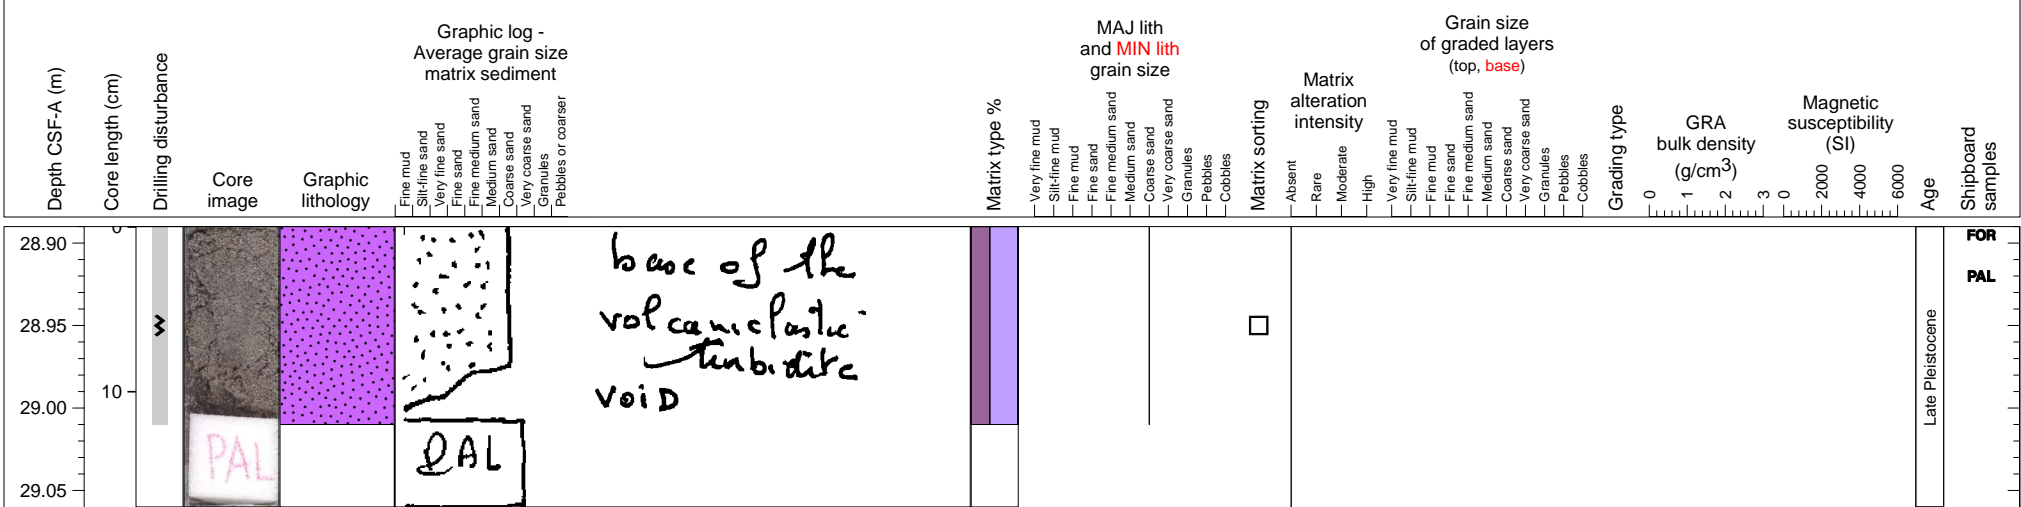 Depth CSF-A (m)
Core length (cm)
Drilling disturbance
Core
image
Graphic
lithology
Graphic log -
Average grain size
matrix sediment
Fine mud
Silt-fine sand
Very fine sand
Fine sand
Fine medium sand
Medium sand
Coarse sand
Very coarse sand
Granules
Pebbles or coarser
Matrix type %
MAJ lith
and MIN lith
grain size
Very fine mud
Silt-fine mud
Fine mud
Fine sand
Fine medium sand
Medium sand
Coarse sand
Very coarse sand
Granules
Pebbles
Cobbles
Matrix sorting
Matrix
alteration
intensity
Absent
Rare
Moderate
High
Grain size
of graded layers
(top, base)
Very fine mud
Silt-fine mud
Fine mud
Fine sand
Fine medium sand
Medium sand
Coarse sand
Very coarse sand
Granules
Pebbles
Cobbles
Grading type
GRA
bulk density
(g/cm3)
0 1 2 3
Magnetic
susceptibility
(SI)
0 2000 4000 6000
Age
Shipboard
samples
28.90
28.95
29.00
29.05
0
10
PAL
PAL
base of the
volcaniclastic
turbidite
VOID
Late Pleistocene
FOR
PAL